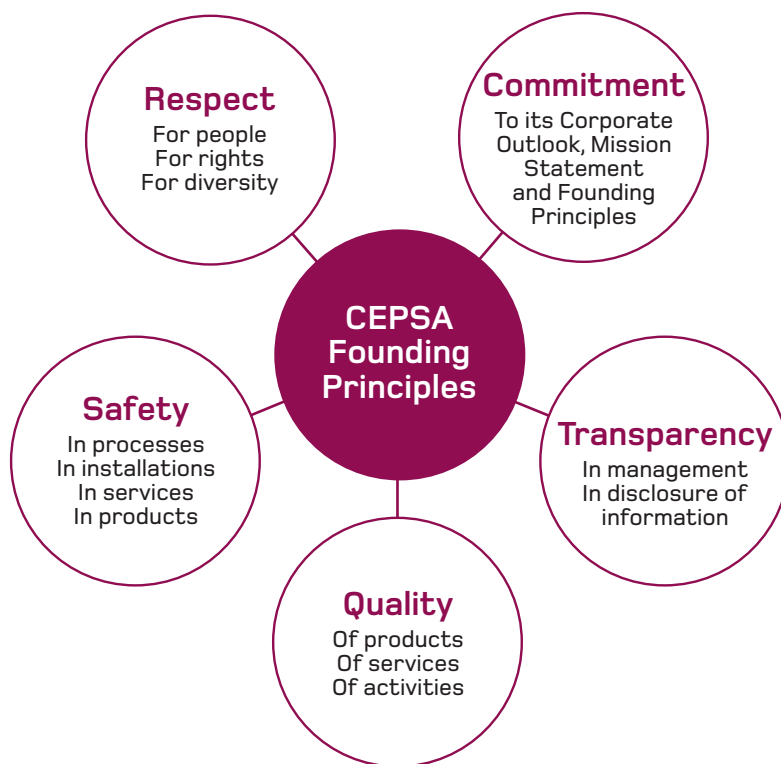 Respect
For people
For rights
For diversity
Commitment
To its Corporate
Outlook, Mission
Statement
and Founding
Principles
CEPSA
Founding
Principles
Safety
In processes
In installations
In services
In products
Transparency
In management
In disclosure of
information
Quality
Of products
Of services
Of activities